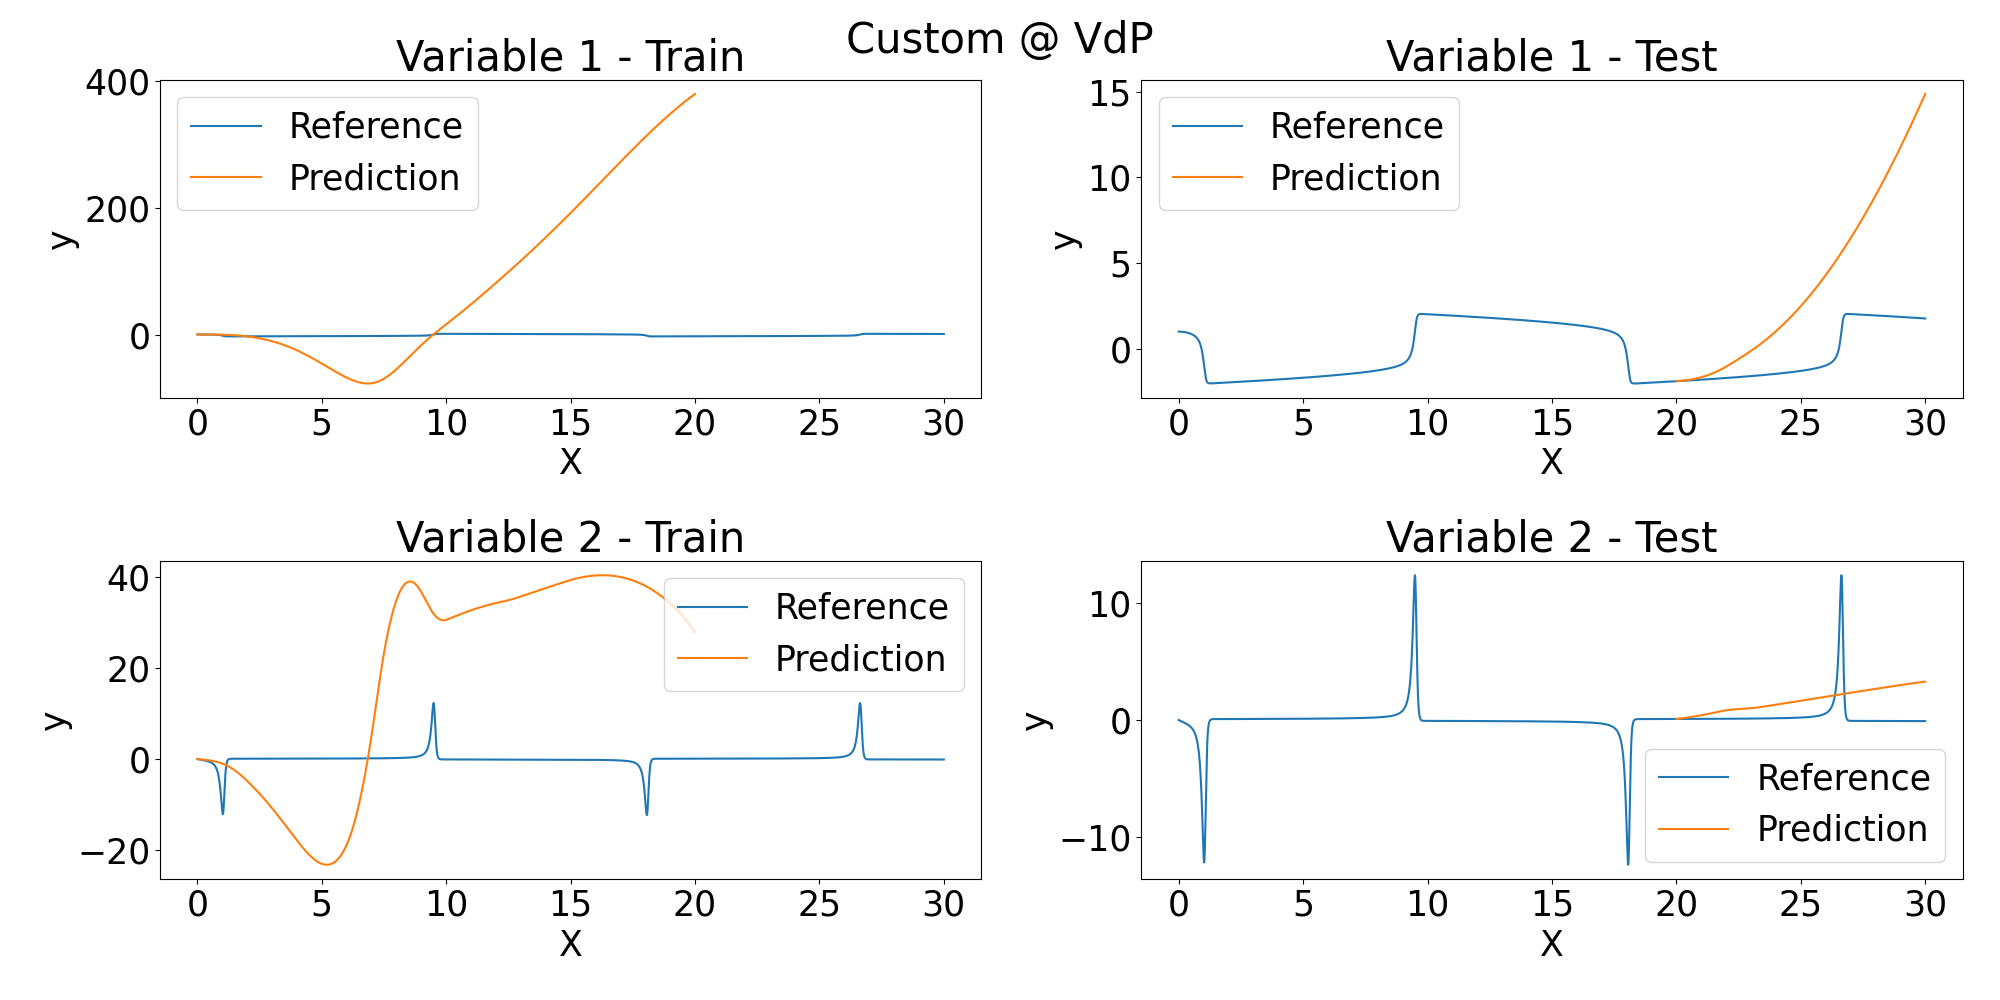 Custom @ VdP
Variable 1 - Train
400
200
0
y
Reference
Prediction
0 5 10 15 20 25 30
X
Variable 1 - Test
15
10
5
0
y
Reference
Prediction
0 5 10 15 20 25 30
X
Variable 2 - Train
40
20
0
−20
y
Reference
Prediction
0 5 10 15 20 25 30
X
Variable 2 - Test
10
0
−10
y
Reference
Prediction
0 5 10 15 20 25 30
X